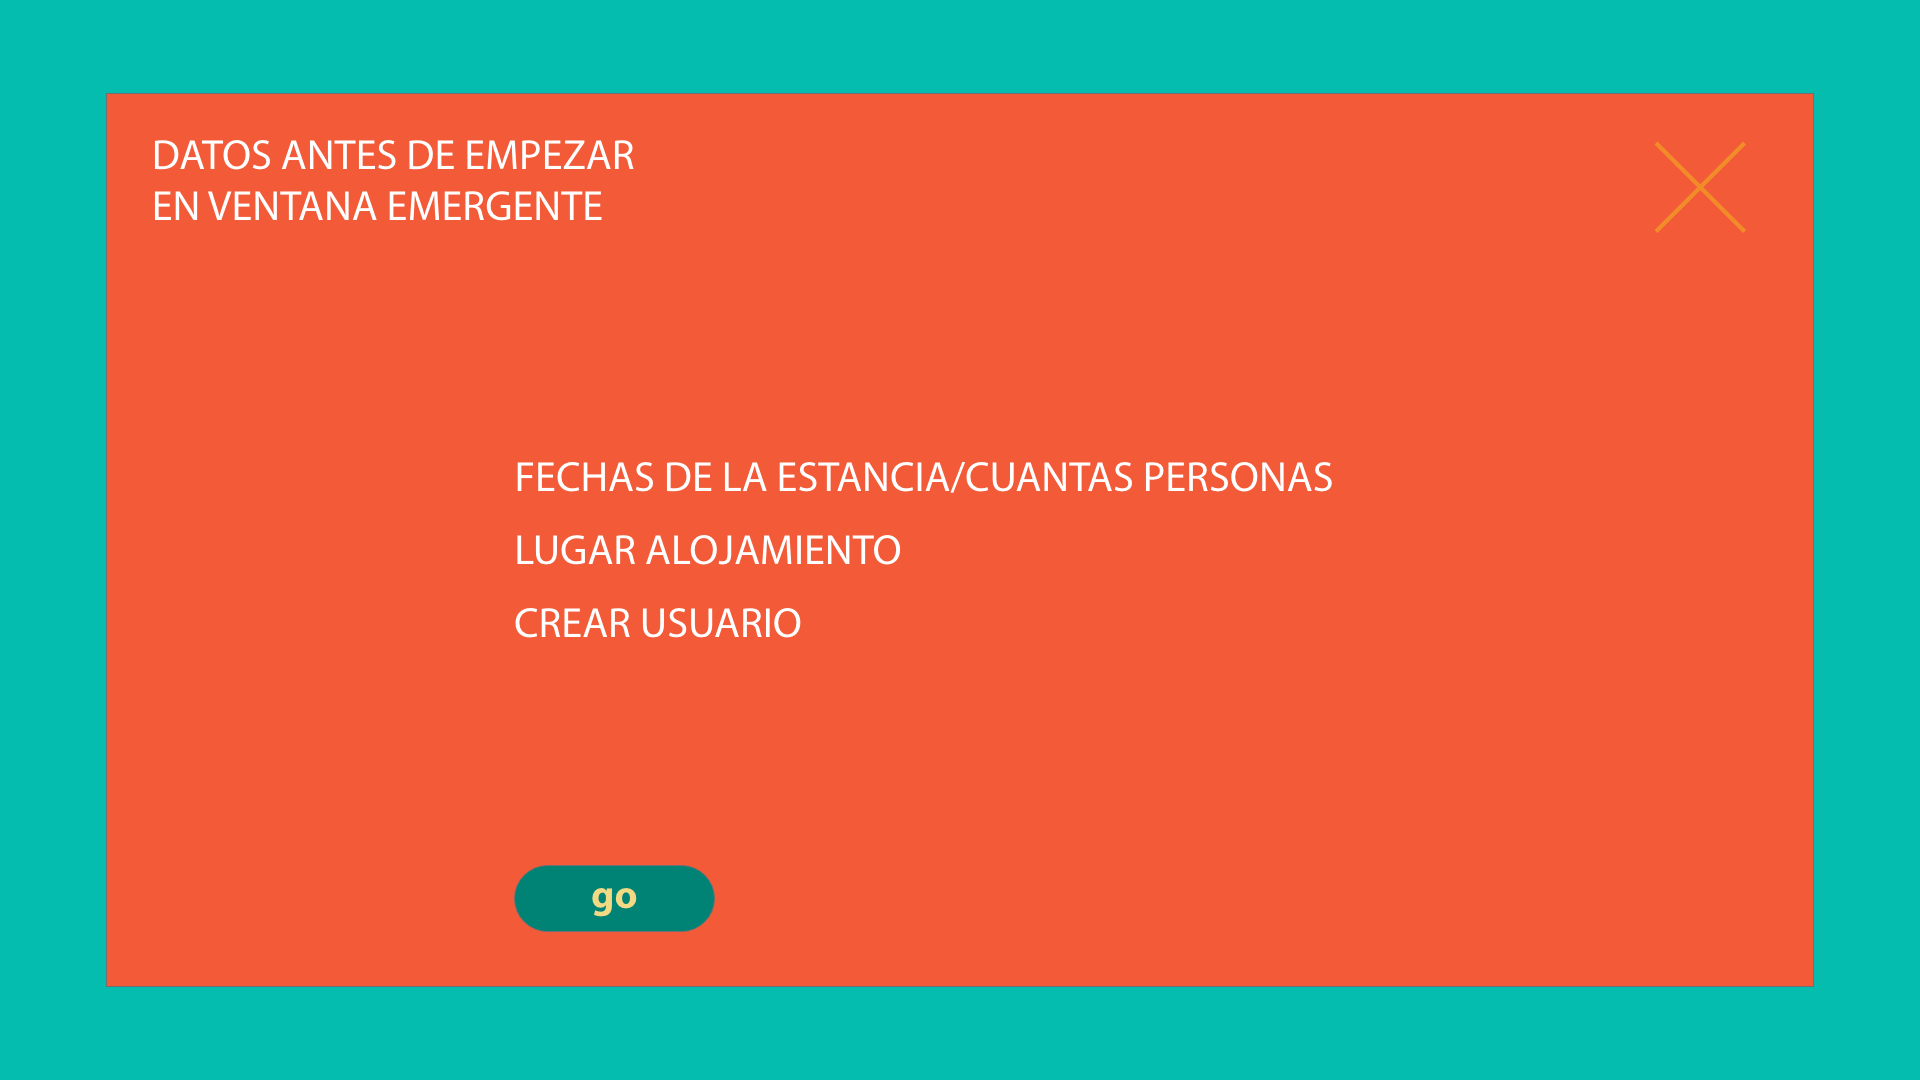 DATOS ANTES DE EMPEZAR
EN VENTANA EMERGENTE
FECHAS DE LA ESTANCIA/CUANTAS PERSONAS
LUGAR ALOJAMIENTO
CREAR USUARIO
go